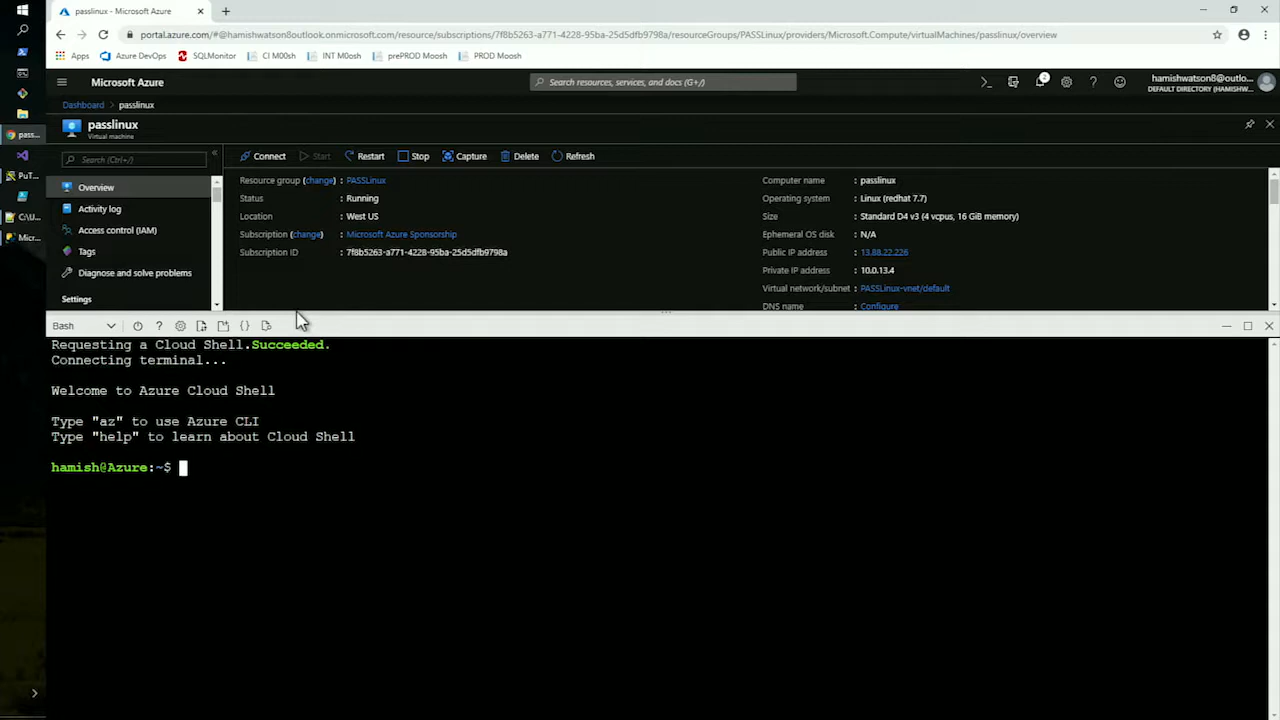 passlinux - Microsoft Azure
portal.azure.com/#@hamishwatson8outlook.onmicrosoft.com/resource/subscriptions/7f8b5263-a771-4228-95ba-25d5dfb9798a/resourceGroups/PASSLinux/providers/Microsoft.Compute/virtualMachines/passlinux/overview
Apps Azure DevOps SQLMonitor CI M00sh INT M0osh prePROD Moosh PROD Moosh
Microsoft Azure
Search resources, services, and docs (G+/)
2
hamishwatson8@outlo...
DEFAULT DIRECTORY (HAMISHW...
Dashboard > passlinux
passlinux
Virtual machine
pass...
Search (Ctrl+/)
Connect Start Restart Stop Capture Delete Refresh
PuT...
C:\U...
Micr...
Overview
Activity log
Access control (IAM)
Tags
Diagnose and solve problems
Settings
Resource group (change) : PASSLinux
Status : Running
Location : West US
Subscription (change) : Microsoft Azure Sponsorship
Subscription ID : 7f8b5263-a771-4228-95ba-25d5dfb9798a
Computer name : passlinux
Operating system : Linux (redhat 7.7)
Size : Standard D4 v3 (4 vcpus, 16 GiB memory)
Ephemeral OS disk : N/A
Public IP address : 13.88.22.226
Private IP address : 10.0.13.4
Virtual network/subnet : PASSLinux-vnet/default
DNS name : Configure
Bash
Requesting a Cloud Shell.Succeeded.
Connecting terminal...
Welcome to Azure Cloud Shell
Type "az" to use Azure CLI
Type "help" to learn about Cloud Shell
hamish@Azure:~$